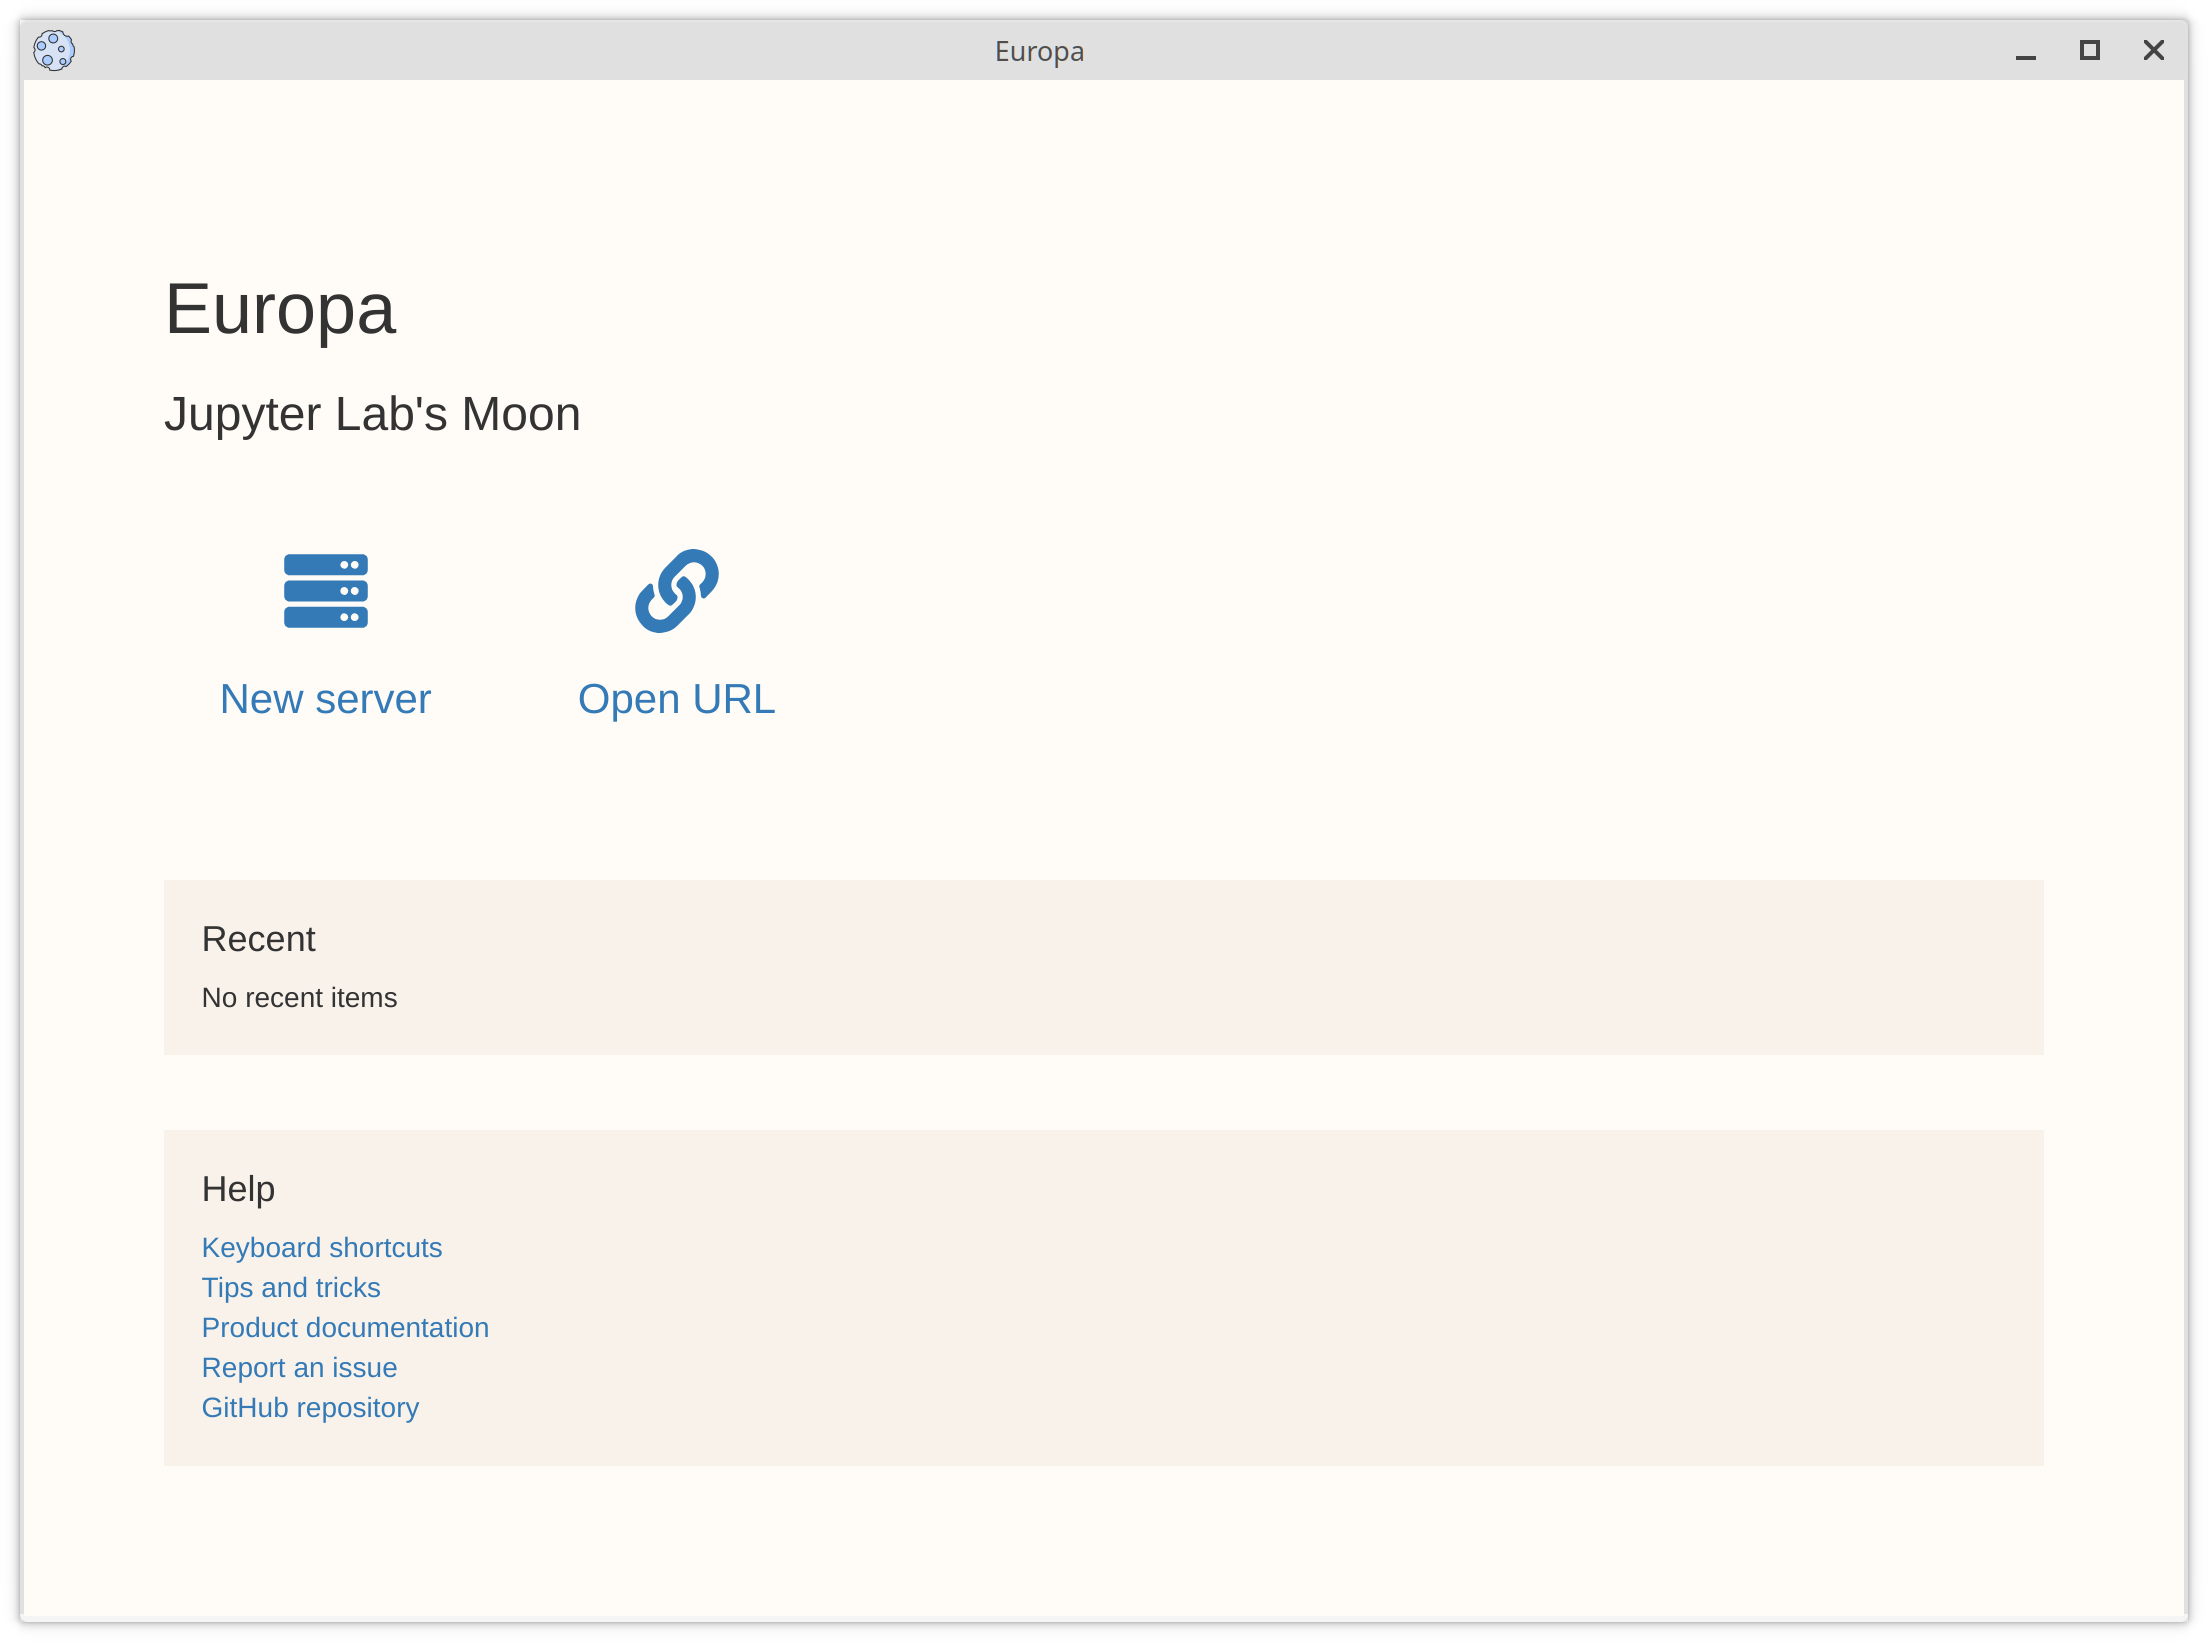 Europa
Europa
Jupyter Lab's Moon
New server
Open URL
Recent
No recent items
Help
Keyboard shortcuts
Tips and tricks
Product documentation
Report an issue
GitHub repository